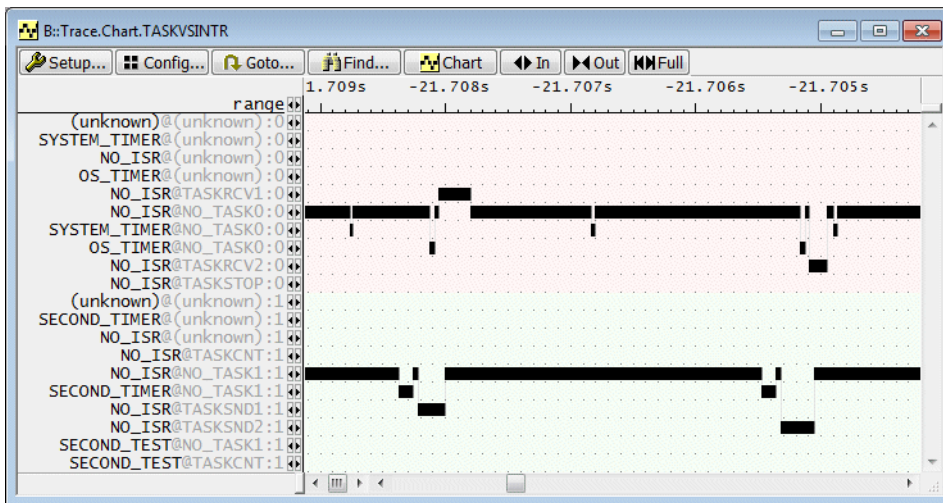 B::Trace.Chart.TASKVSINTR
Setup... Config... Goto... Find... Chart In Out Full
1.709s -21.708s -21.707s -21.706s -21.705s
range
(unknown)@(unknown):0
SYSTEM_TIMER@(unknown):0
NO_ISR@(unknown):0
OS_TIMER@(unknown):0
NO_ISR@TASKRCV1:0
NO_ISR@NO_TASK0:0
SYSTEM_TIMER@NO_TASK0:0
OS_TIMER@NO_TASK0:0
NO_ISR@TASKRCV2:0
NO_ISR@TASKSTOP:0
(unknown)@(unknown):1
SECOND_TIMER@(unknown):1
NO_ISR@(unknown):1
NO_ISR@TASKCNT:1
NO_ISR@NO_TASK1:1
SECOND_TIMER@NO_TASK1:1
NO_ISR@TASKSND1:1
NO_ISR@TASKSND2:1
SECOND_TEST@NO_TASK1:1
SECOND_TEST@TASKCNT:1